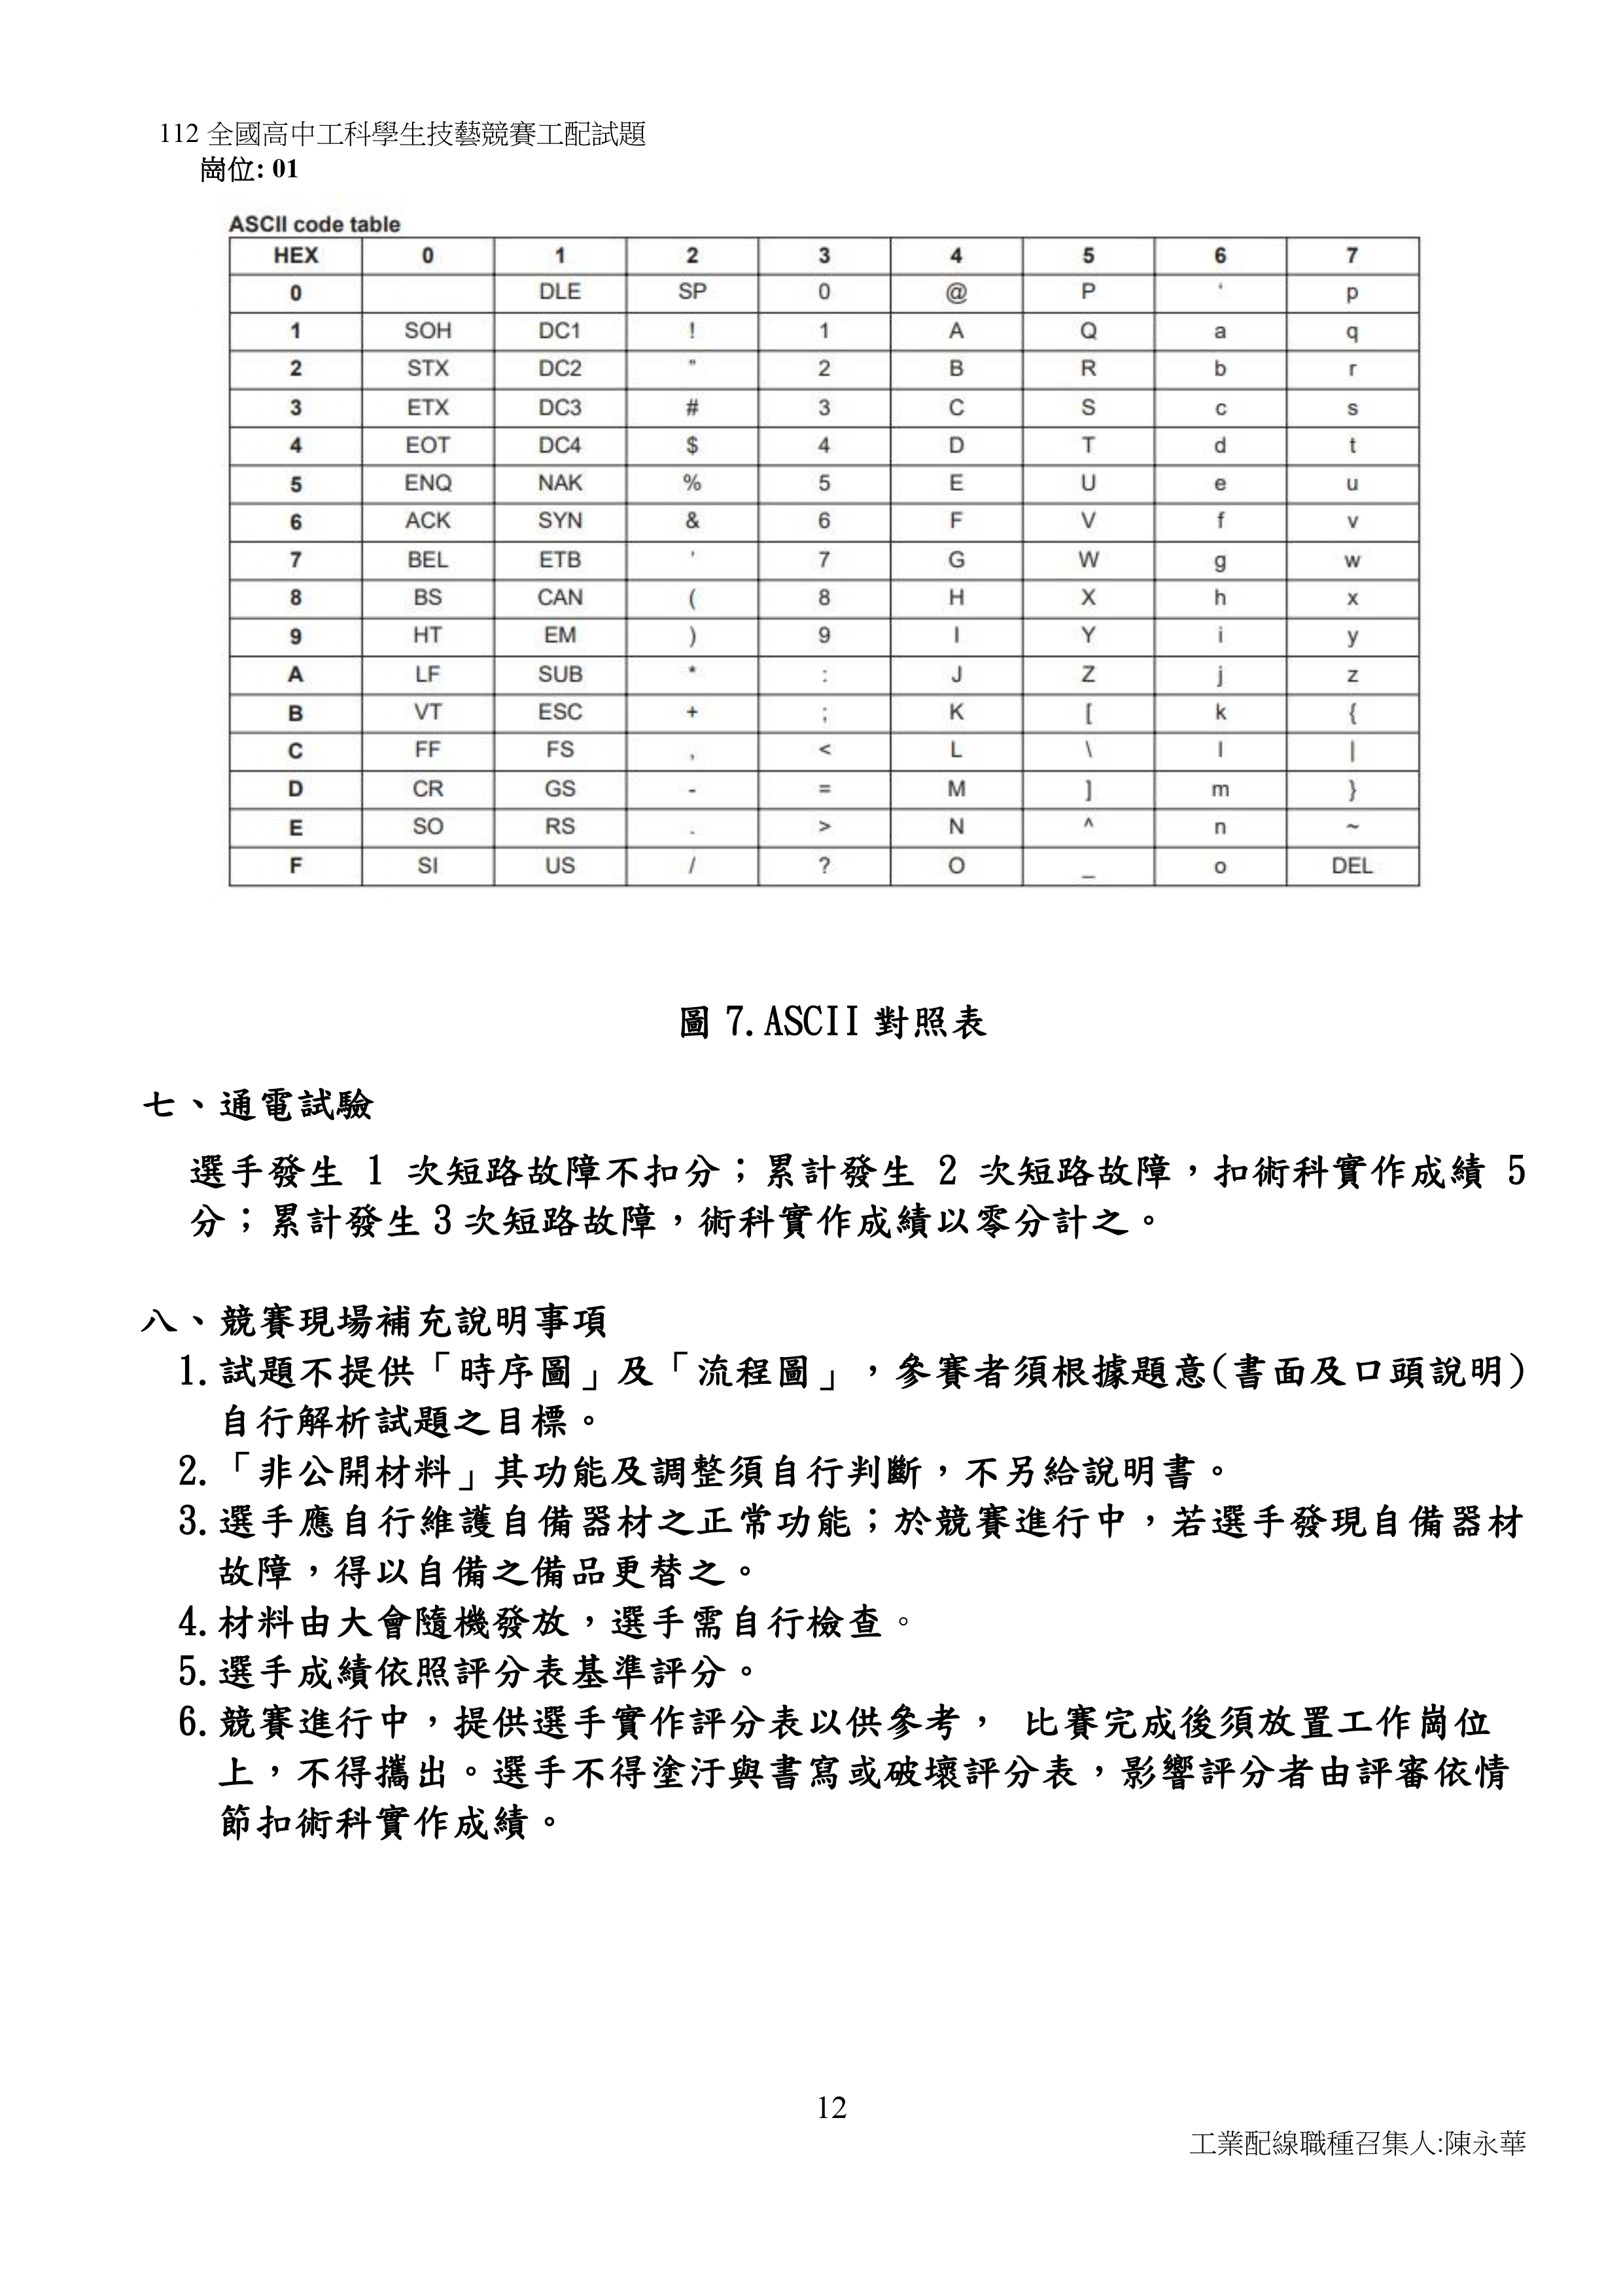 112 全國高中工科學生技藝競賽工配試題
崗位: 01
ASCII code table
HEX 0 1 2 3 4 5 6 7
0 DLE SP 0 @ P ‘ p
1 SOH DC1 ! 1 A Q a q
2 STX DC2 " 2 B R b r
3 ETX DC3 # 3 C S c s
4 EOT DC4 $ 4 D T d t
5 ENQ NAK % 5 E U e u
6 ACK SYN & 6 F V f v
7 BEL ETB ' 7 G W g w
8 BS CAN ( 8 H X h x
9 HT EM ) 9 I Y i y
A LF SUB * : J Z j z
B VT ESC + ; K [ k {
C FF FS , < L \ l |
D CR GS - = M ] m }
E SO RS . > N ^ n ~
F SI US / ? O _ o DEL
圖 7.ASCII 對照表
七、通電試驗
選手發生 1 次短路故障不扣分；累計發生 2 次短路故障，扣術科實作成績 5
分；累計發生 3 次短路故障，術科實作成績以零分計之。
八、競賽現場補充說明事項
1.試題不提供「時序圖」及「流程圖」，參賽者須根據題意(書面及口頭說明)
自行解析試題之目標。
2.「非公開材料」其功能及調整須自行判斷，不另給說明書。
3.選手應自行維護自備器材之正常功能；於競賽進行中，若選手發現自備器材
故障，得以自備之備品更替之。
4.材料由大會隨機發放，選手需自行檢查。
5.選手成績依照評分表基準評分。
6.競賽進行中，提供選手實作評分表以供參考， 比賽完成後須放置工作崗位
上，不得攜出。選手不得塗汙與書寫或破壞評分表，影響評分者由評審依情
節扣術科實作成績。
12
工業配線職種召集人:陳永華